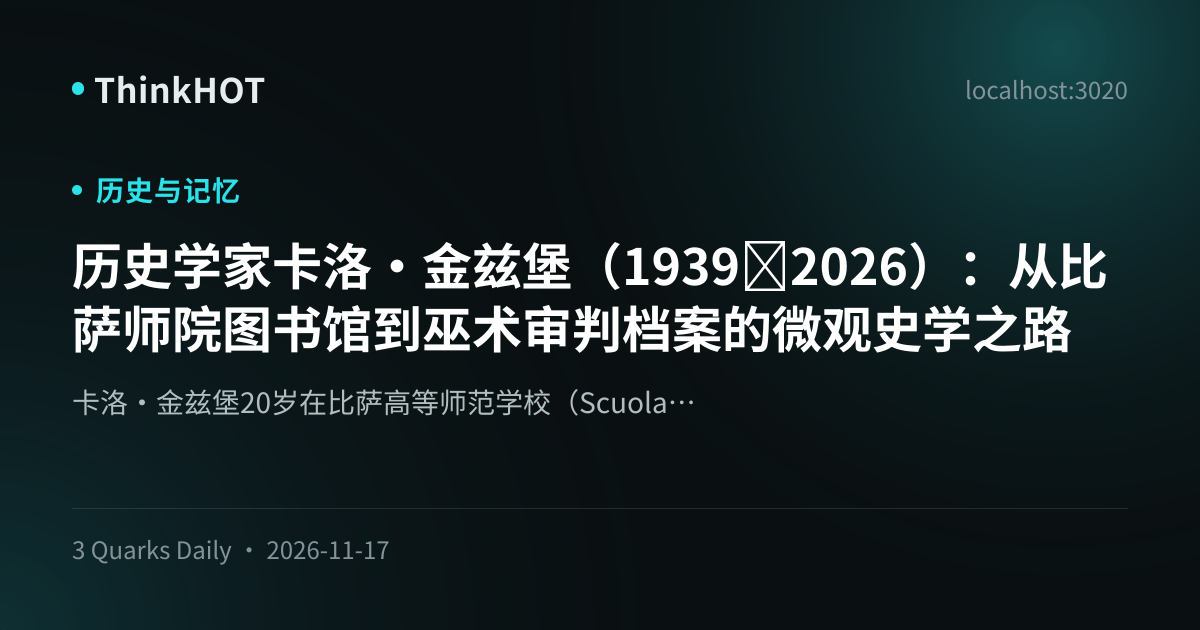 ThinkHOT
localhost:3020
历史与记忆
历史学家卡洛·金兹堡（1939☒2026）：从比
萨师院图书馆到巫术审判档案的微观史学之路
卡洛·金兹堡20岁在比萨高等师范学校（Scuola…
3 Quarks Daily · 2026-11-17